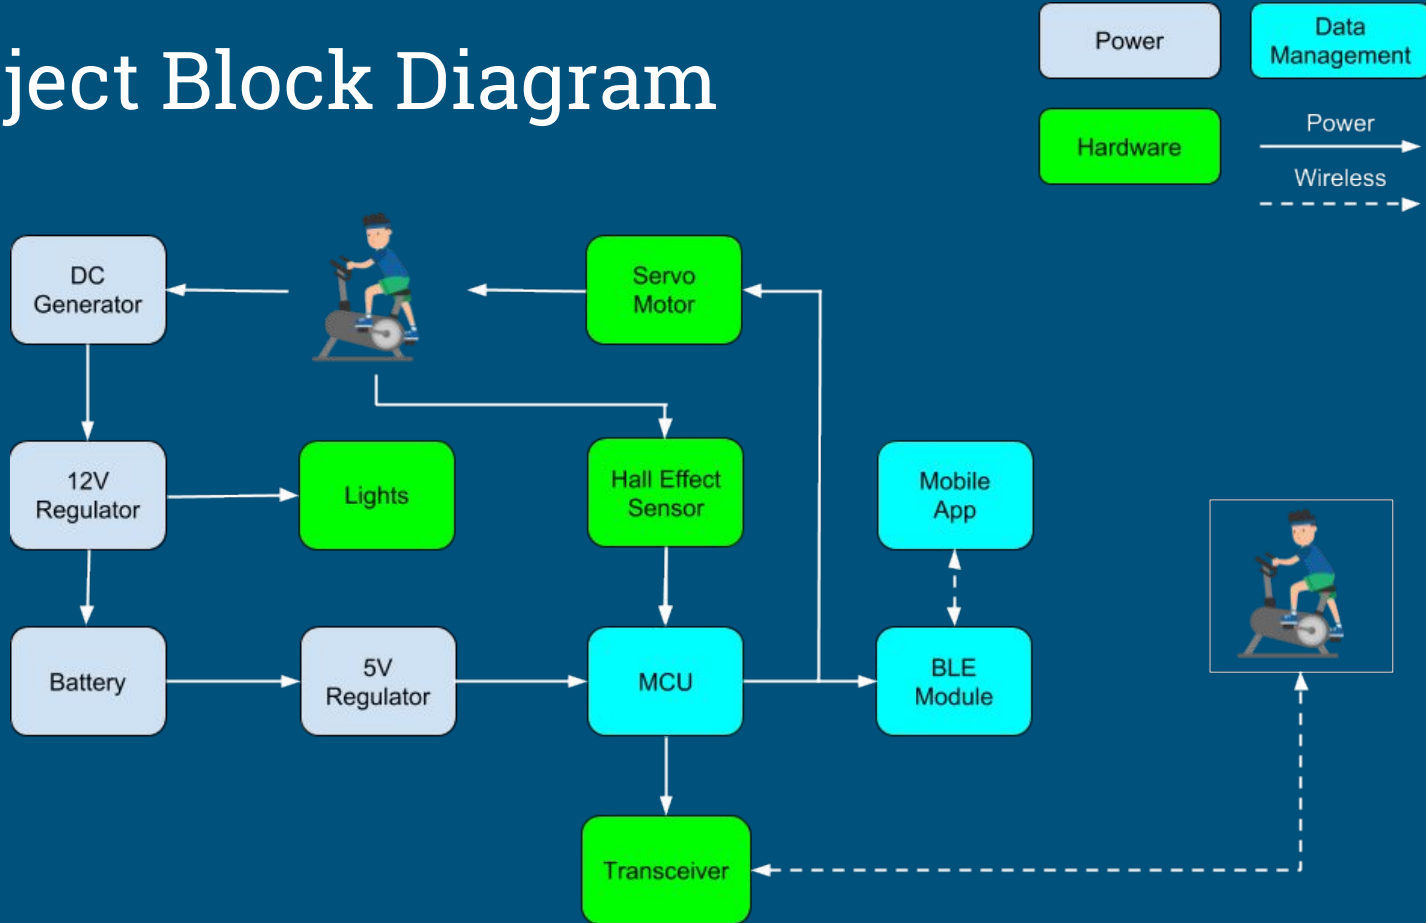 ject Block Diagram
Power
Data
Management
Hardware
Power
Wireless
DC
Generator
Servo
Motor
12V
Regulator
Lights
Hall Effect
Sensor
Mobile
App
Battery
5V
Regulator
MCU
BLE
Module
Transceiver